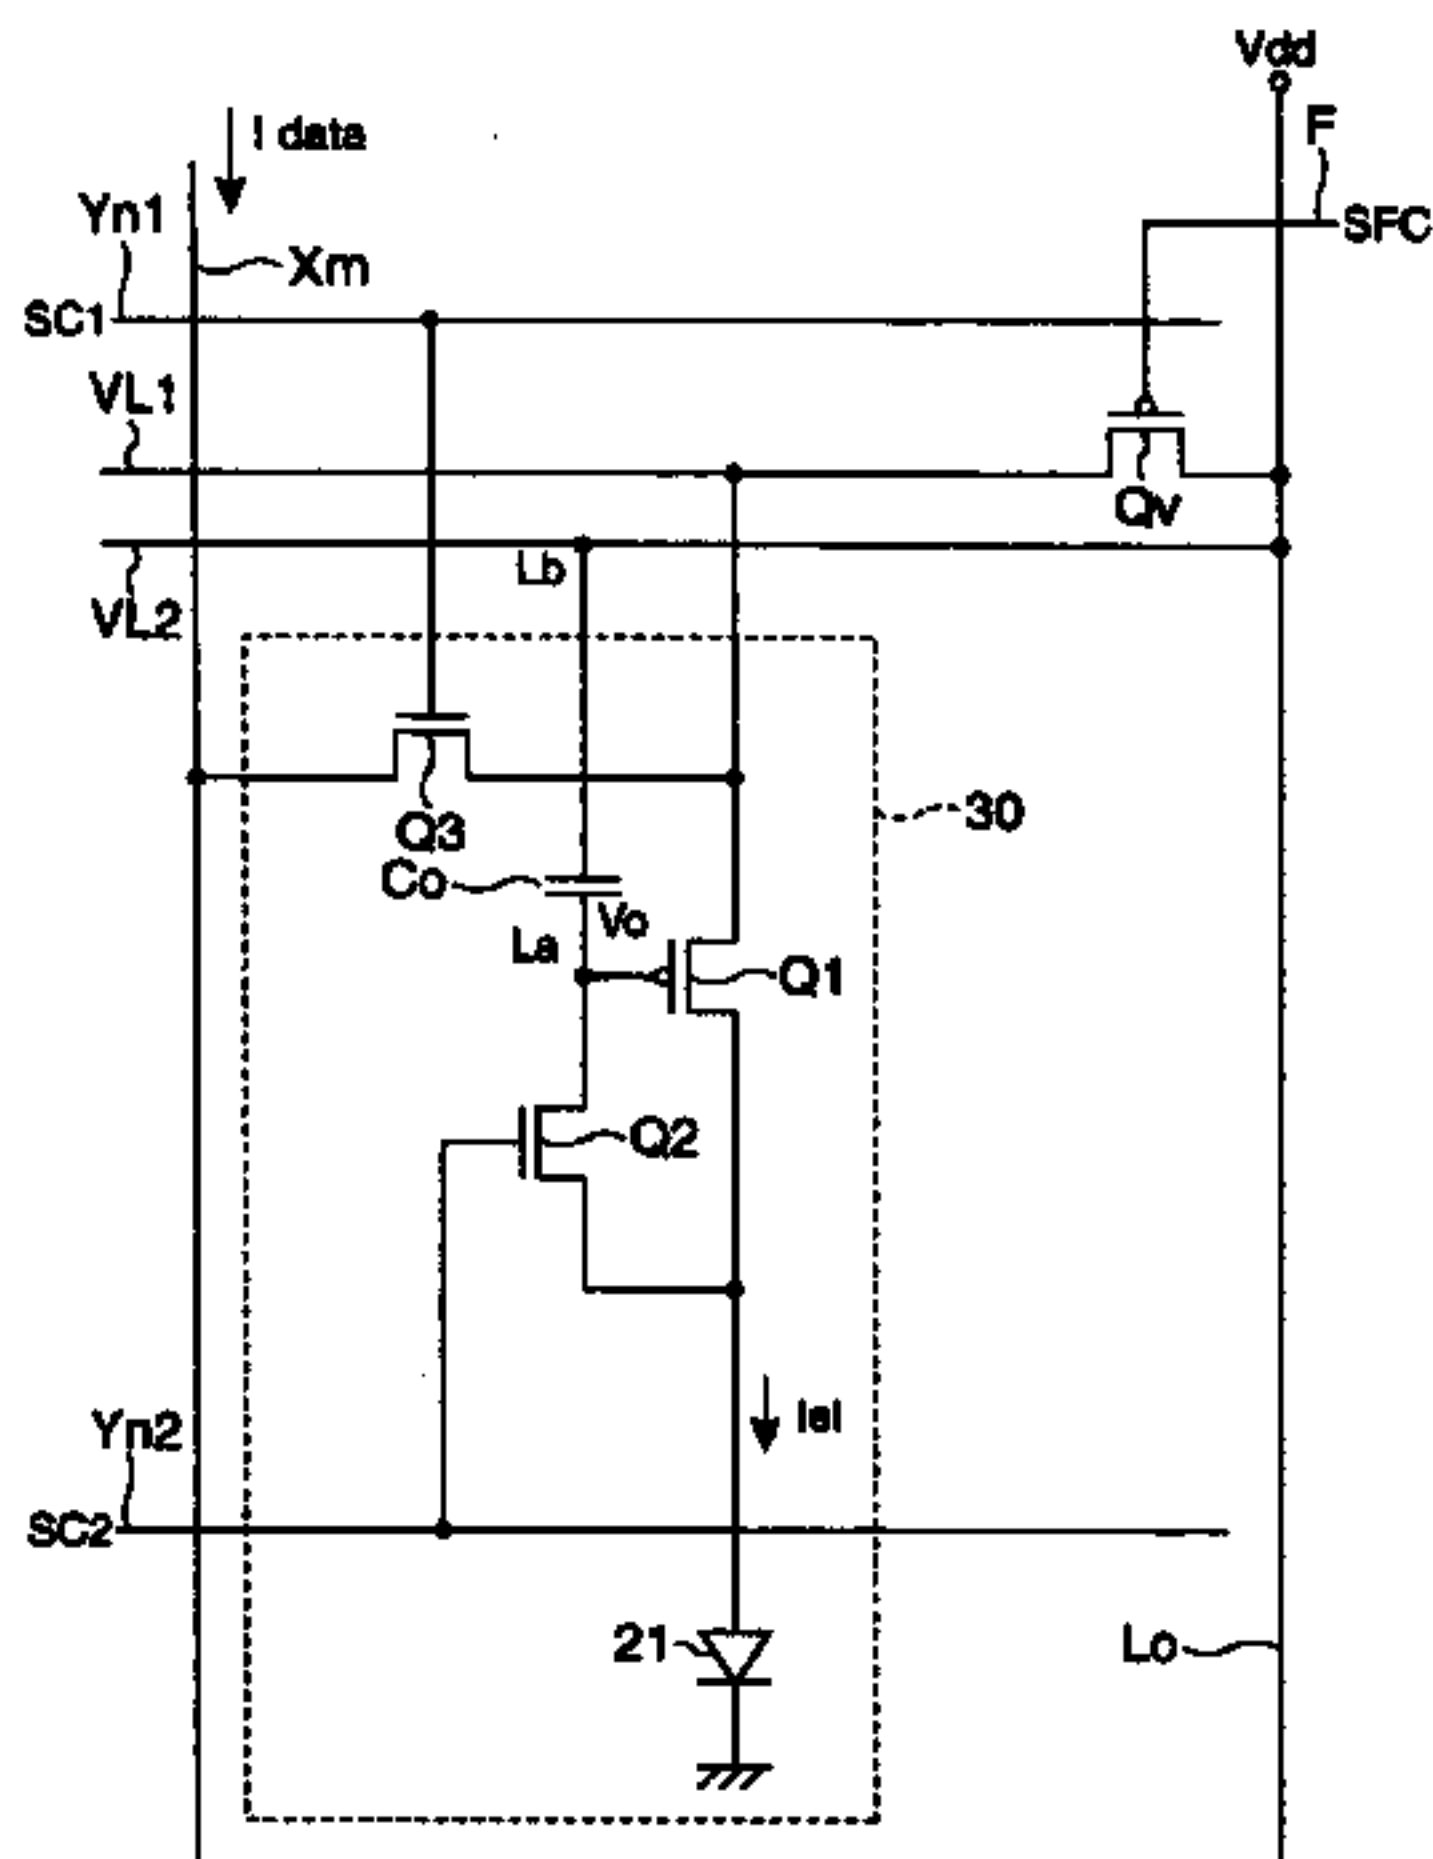 Vdd
F
I data
Yn1
SFC
Xm
SC1
VL1
Qv
Lb
VL2
30
Q3
Co
Vo
La
Q1
Q2
Iel
Yn2
SC2
21
Lo